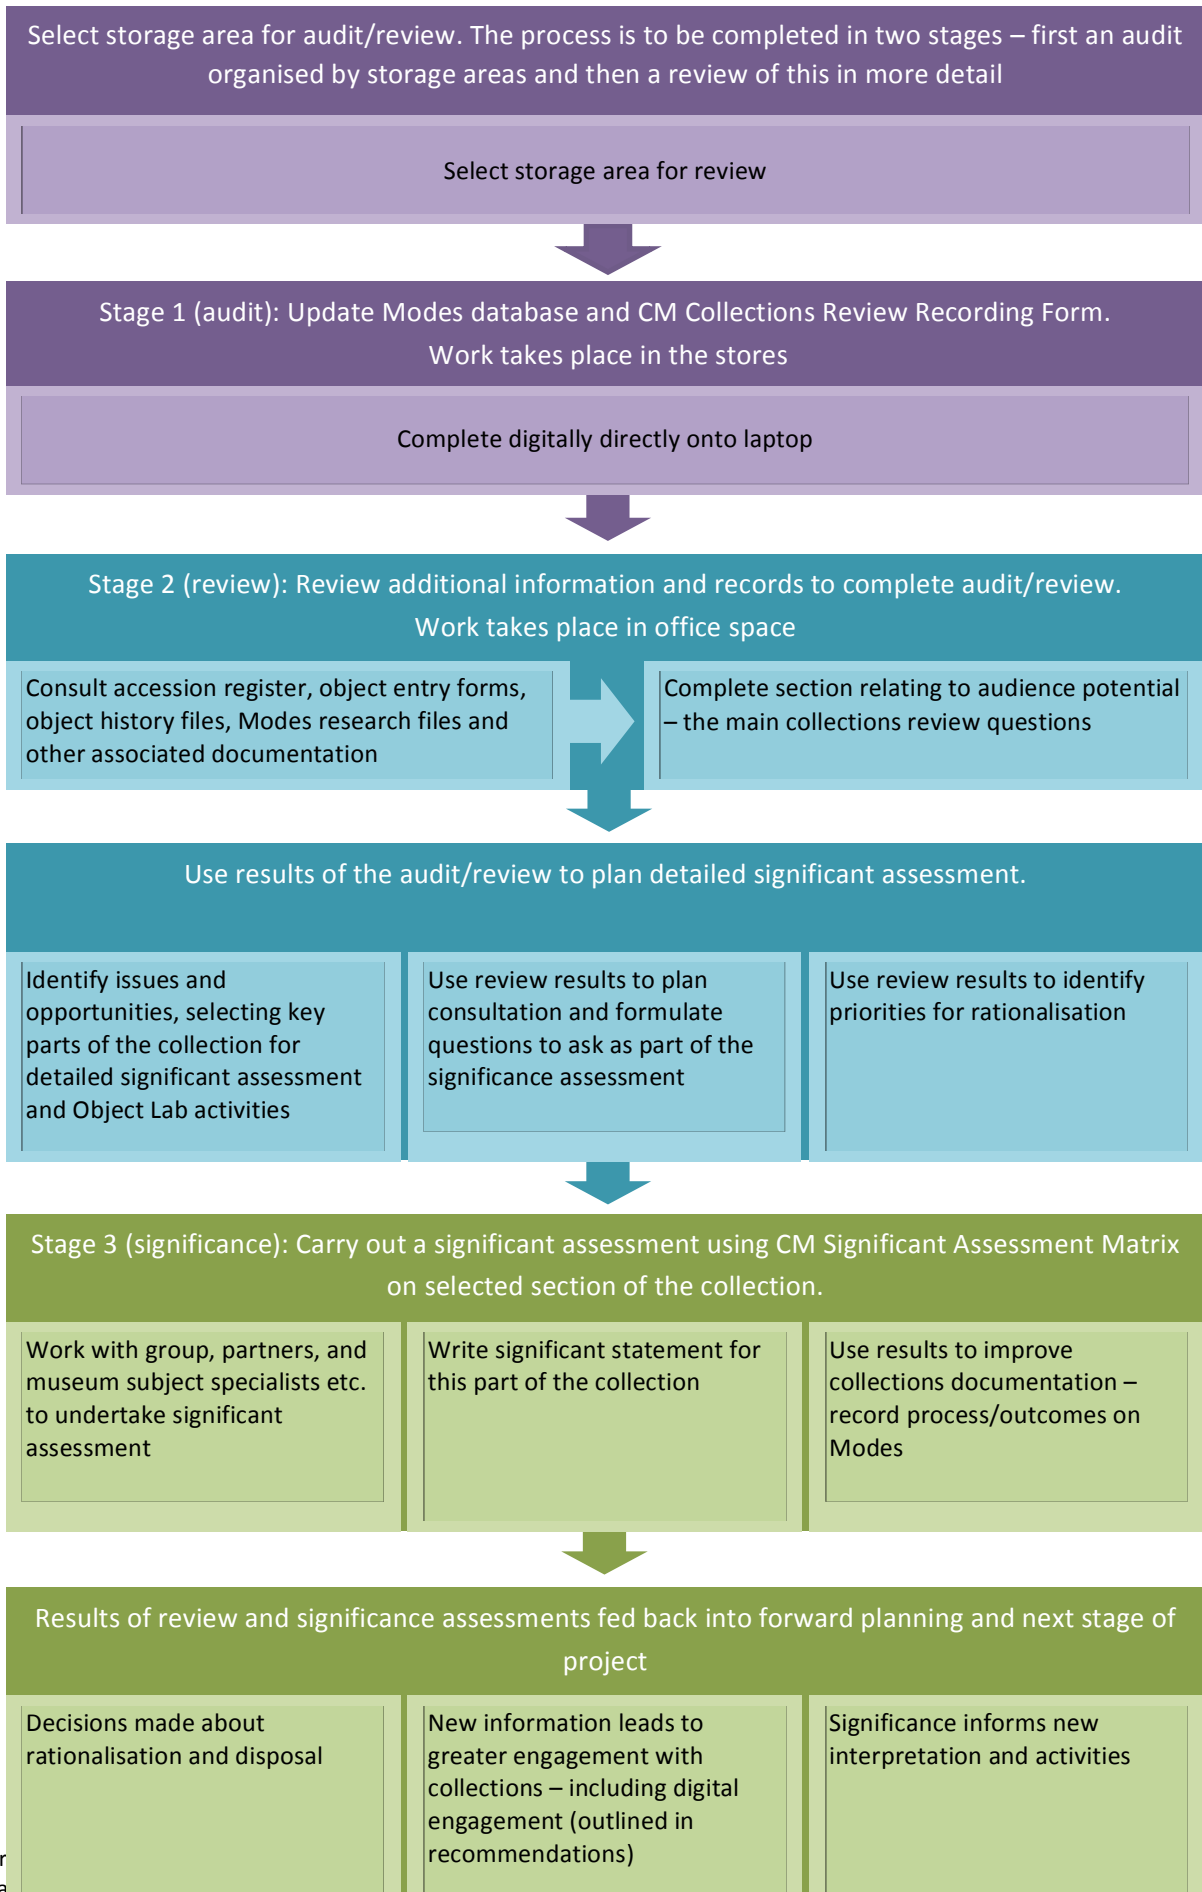 Select storage area for audit/review. The process is to be completed in two stages – first an audit
organised by storage areas and then a review of this in more detail
Select storage area for review
Stage 1 (audit): Update Modes database and CM Collections Review Recording Form.
Work takes place in the stores
Complete digitally directly onto laptop
Stage 2 (review): Review additional information and records to complete audit/review.
Work takes place in office space
Consult accession register, object entry forms,
object history files, Modes research files and
other associated documentation
Complete section relating to audience potential
– the main collections review questions
Use results of the audit/review to plan detailed significant assessment.
Identify issues and
opportunities, selecting key
parts of the collection for
detailed significant assessment
and Object Lab activities
Use review results to plan
consultation and formulate
questions to ask as part of the
significance assessment
Use review results to identify
priorities for rationalisation
Stage 3 (significance): Carry out a significant assessment using CM Significant Assessment Matrix
on selected section of the collection.
Work with group, partners, and
museum subject specialists etc.
to undertake significant
assessment
Write significant statement for
this part of the collection
Use results to improve
collections documentation –
record process/outcomes on
Modes
Results of review and significance assessments fed back into forward planning and next stage of
project
Decisions made about
rationalisation and disposal
New information leads to
greater engagement with
collections – including digital
engagement (outlined in
recommendations)
Significance informs new
interpretation and activities